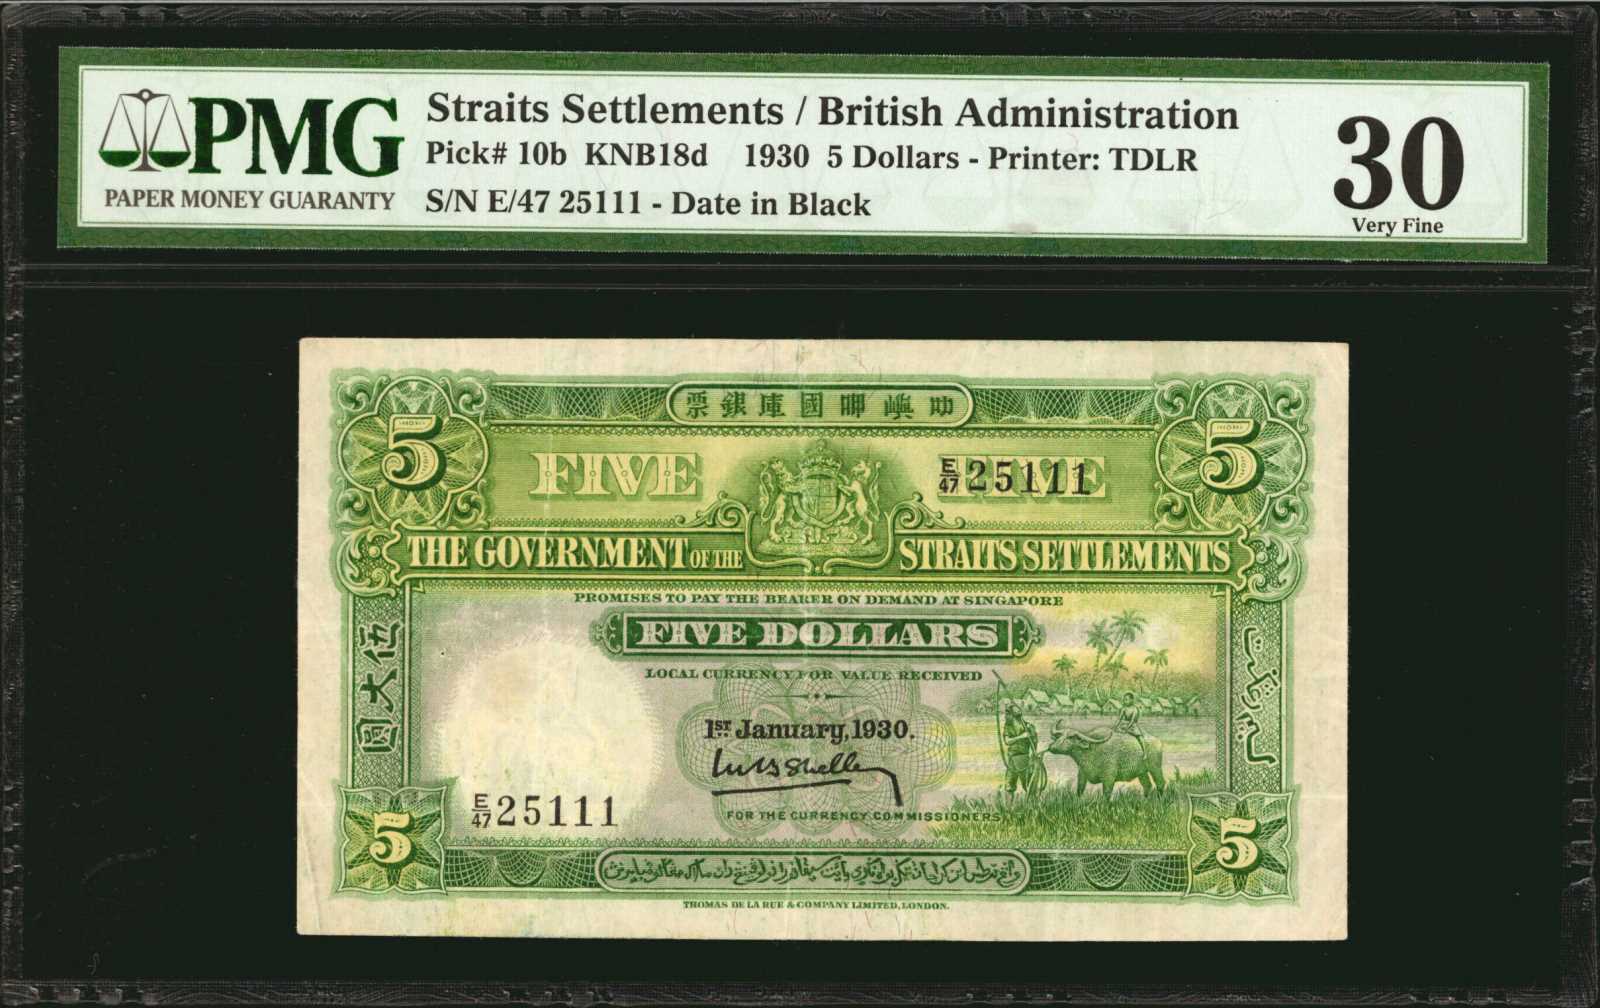 PMG
PAPER MONEY GUARANTY
Straits Settlements / British Administration
Pick# 10b KNB18d 1930 5 Dollars - Printer: TDLR
S/N E/47 25111 - Date in Black
30
Very Fine
票銀庫國呷嶼叻
5
5
FIVE
FIVE
E/47 25111
THE GOVERNMENT OF THE STRAITS SETTLEMENTS
PROMISES TO PAY THE BEARER ON DEMAND AT SINGAPORE
FIVE DOLLARS
LOCAL CURRENCY FOR VALUE RECEIVED
伍大圓
1ST January, 1930.
E/47 25111
FOR THE CURRENCY COMMISSIONERS
5
5
THOMAS DE LA RUE & COMPANY LIMITED, LONDON.